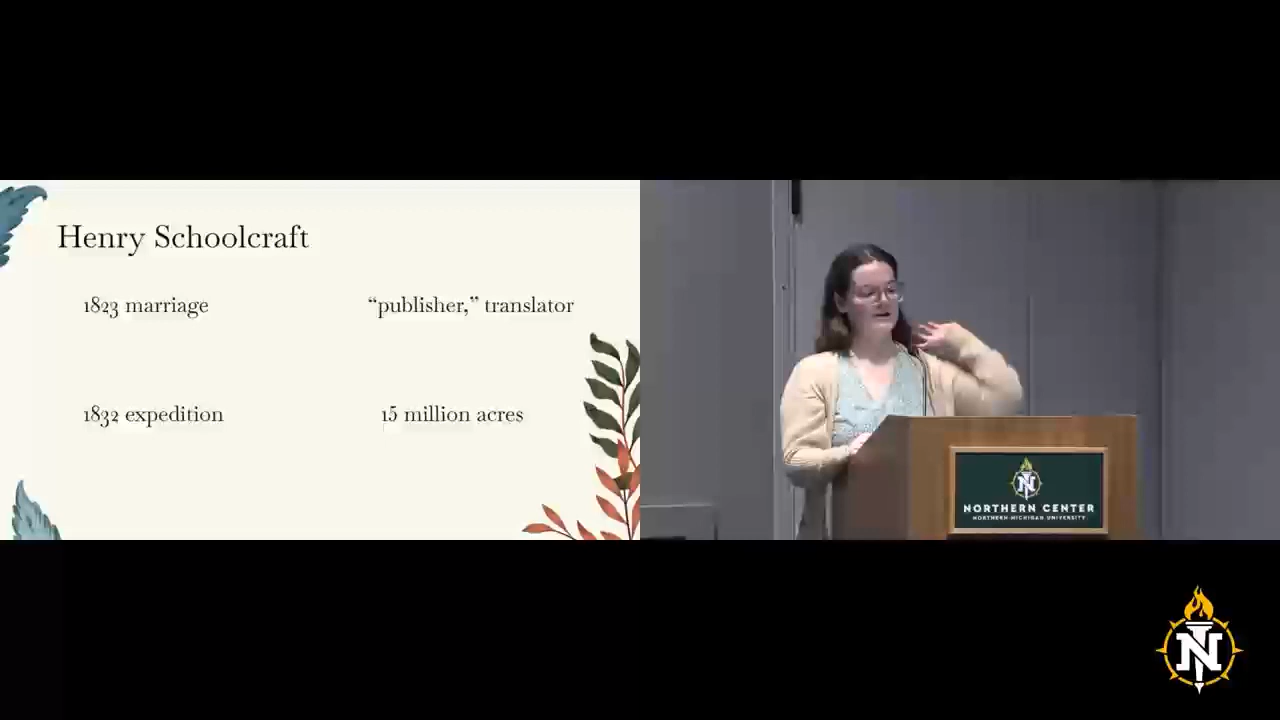 Henry Schoolcraft
1823 marriage
“publisher,” translator
1832 expedition
15 million acres
N
NORTHERN CENTER
NORTHERN MICHIGAN UNIVERSITY
N